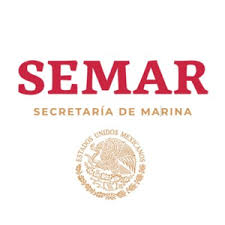 SEMAR
SECRETARÍA DE MARINA
ESTADOS UNIDOS MEXICANOS